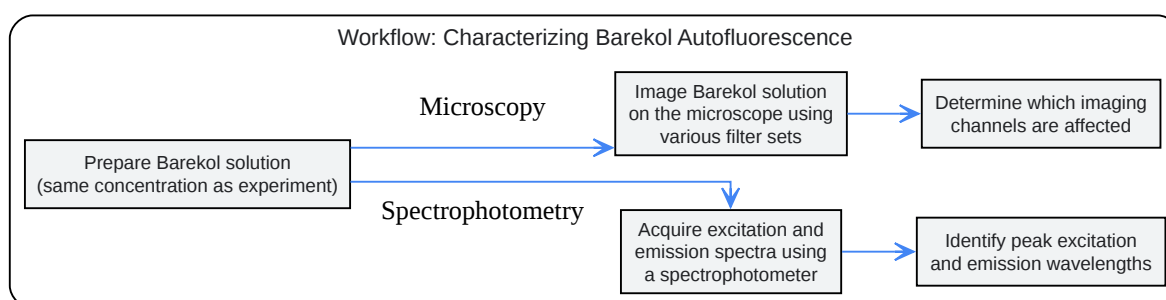 Workflow: Characterizing Barekol Autofluorescence
Microscopy
Image Barekol solution
on the microscope using
various filter sets
Determine which imaging
channels are affected
Prepare Barekol solution
(same concentration as experiment)
Spectrophotometry
Acquire excitation and
emission spectra using
a spectrophotometer
Identify peak excitation
and emission wavelengths